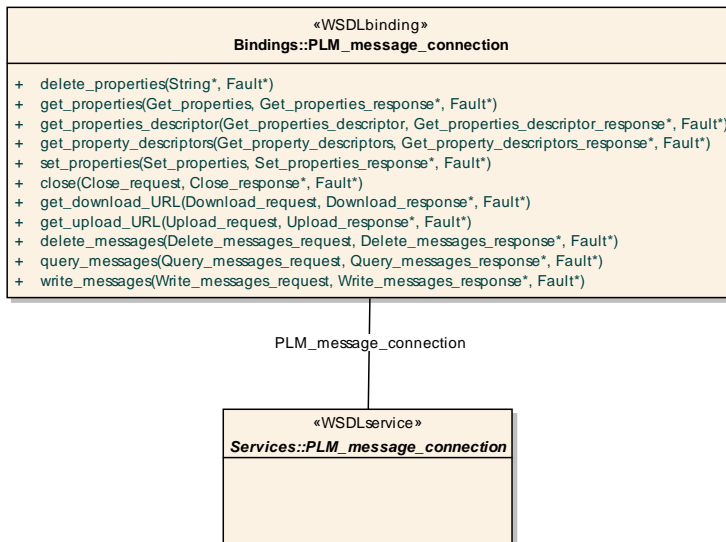 «WSDLbinding»
Bindings::PLM_message_connection
+ delete_properties(String*, Fault*)
+ get_properties(Get_properties, Get_properties_response*, Fault*)
+ get_properties_descriptor(Get_properties_descriptor, Get_properties_descriptor_response*, Fault*)
+ get_property_descriptors(Get_property_descriptors, Get_property_descriptors_response*, Fault*)
+ set_properties(Set_properties, Set_properties_response*, Fault*)
+ close(Close_request, Close_response*, Fault*)
+ get_download_URL(Download_request, Download_response*, Fault*)
+ get_upload_URL(Upload_request, Upload_response*, Fault*)
+ delete_messages(Delete_messages_request, Delete_messages_response*, Fault*)
+ query_messages(Query_messages_request, Query_messages_response*, Fault*)
+ write_messages(Write_messages_request, Write_messages_response*, Fault*)
PLM_message_connection
«WSDLservice»
Services::PLM_message_connection